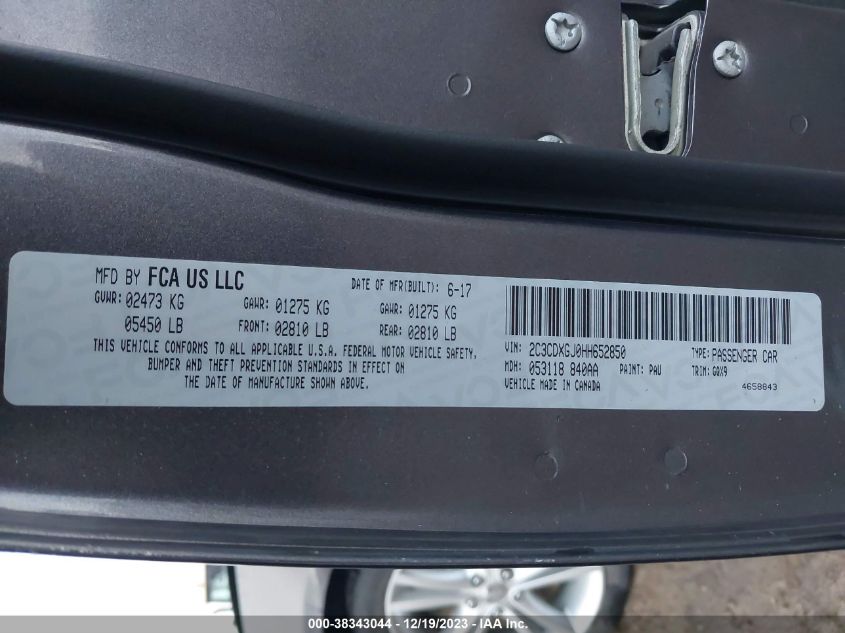 MFD BY FCA US LLC
DATE OF MFR(BUILT): 6-17
GVWR: 02473 KG GAWR: 01275 KG GAWR: 01275 KG
05450 LB FRONT: 02810 LB REAR: 02810 LB
THIS VEHICLE CONFORMS TO ALL APPLICABLE U.S.A. FEDERAL MOTOR VEHICLE SAFETY,
BUMPER AND THEFT PREVENTION STANDARDS IN EFFECT ON
THE DATE OF MANUFACTURE SHOWN ABOVE.
VIN: 2C3CDXGJ0HH652850 TYPE: PASSENGER CAR
MDH: 053118 840AA PAINT: PAU TRIM: GQX9
VEHICLE MADE IN CANADA 4658843
000-38343044 / 12/19/2023 - IAA Inc.